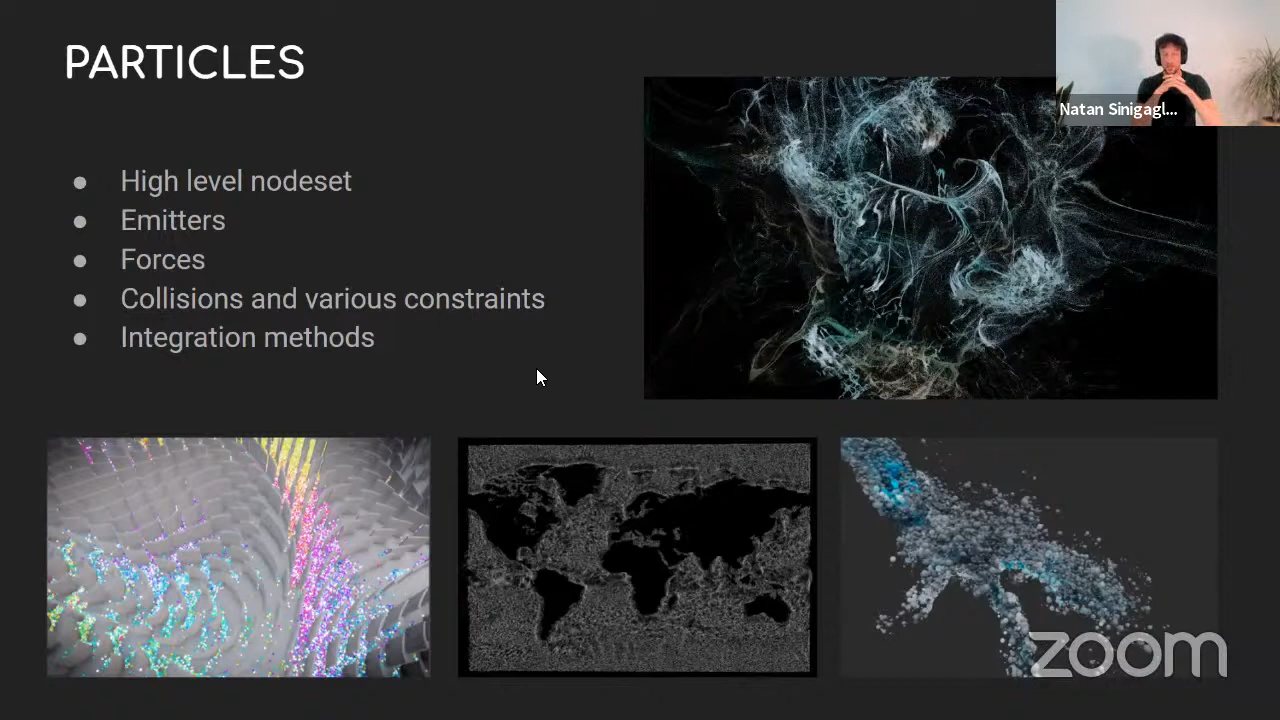 PARTICLES
Natan Sinigagl...
● High level nodeset
● Emitters
● Forces
● Collisions and various constraints
● Integration methods
zoom